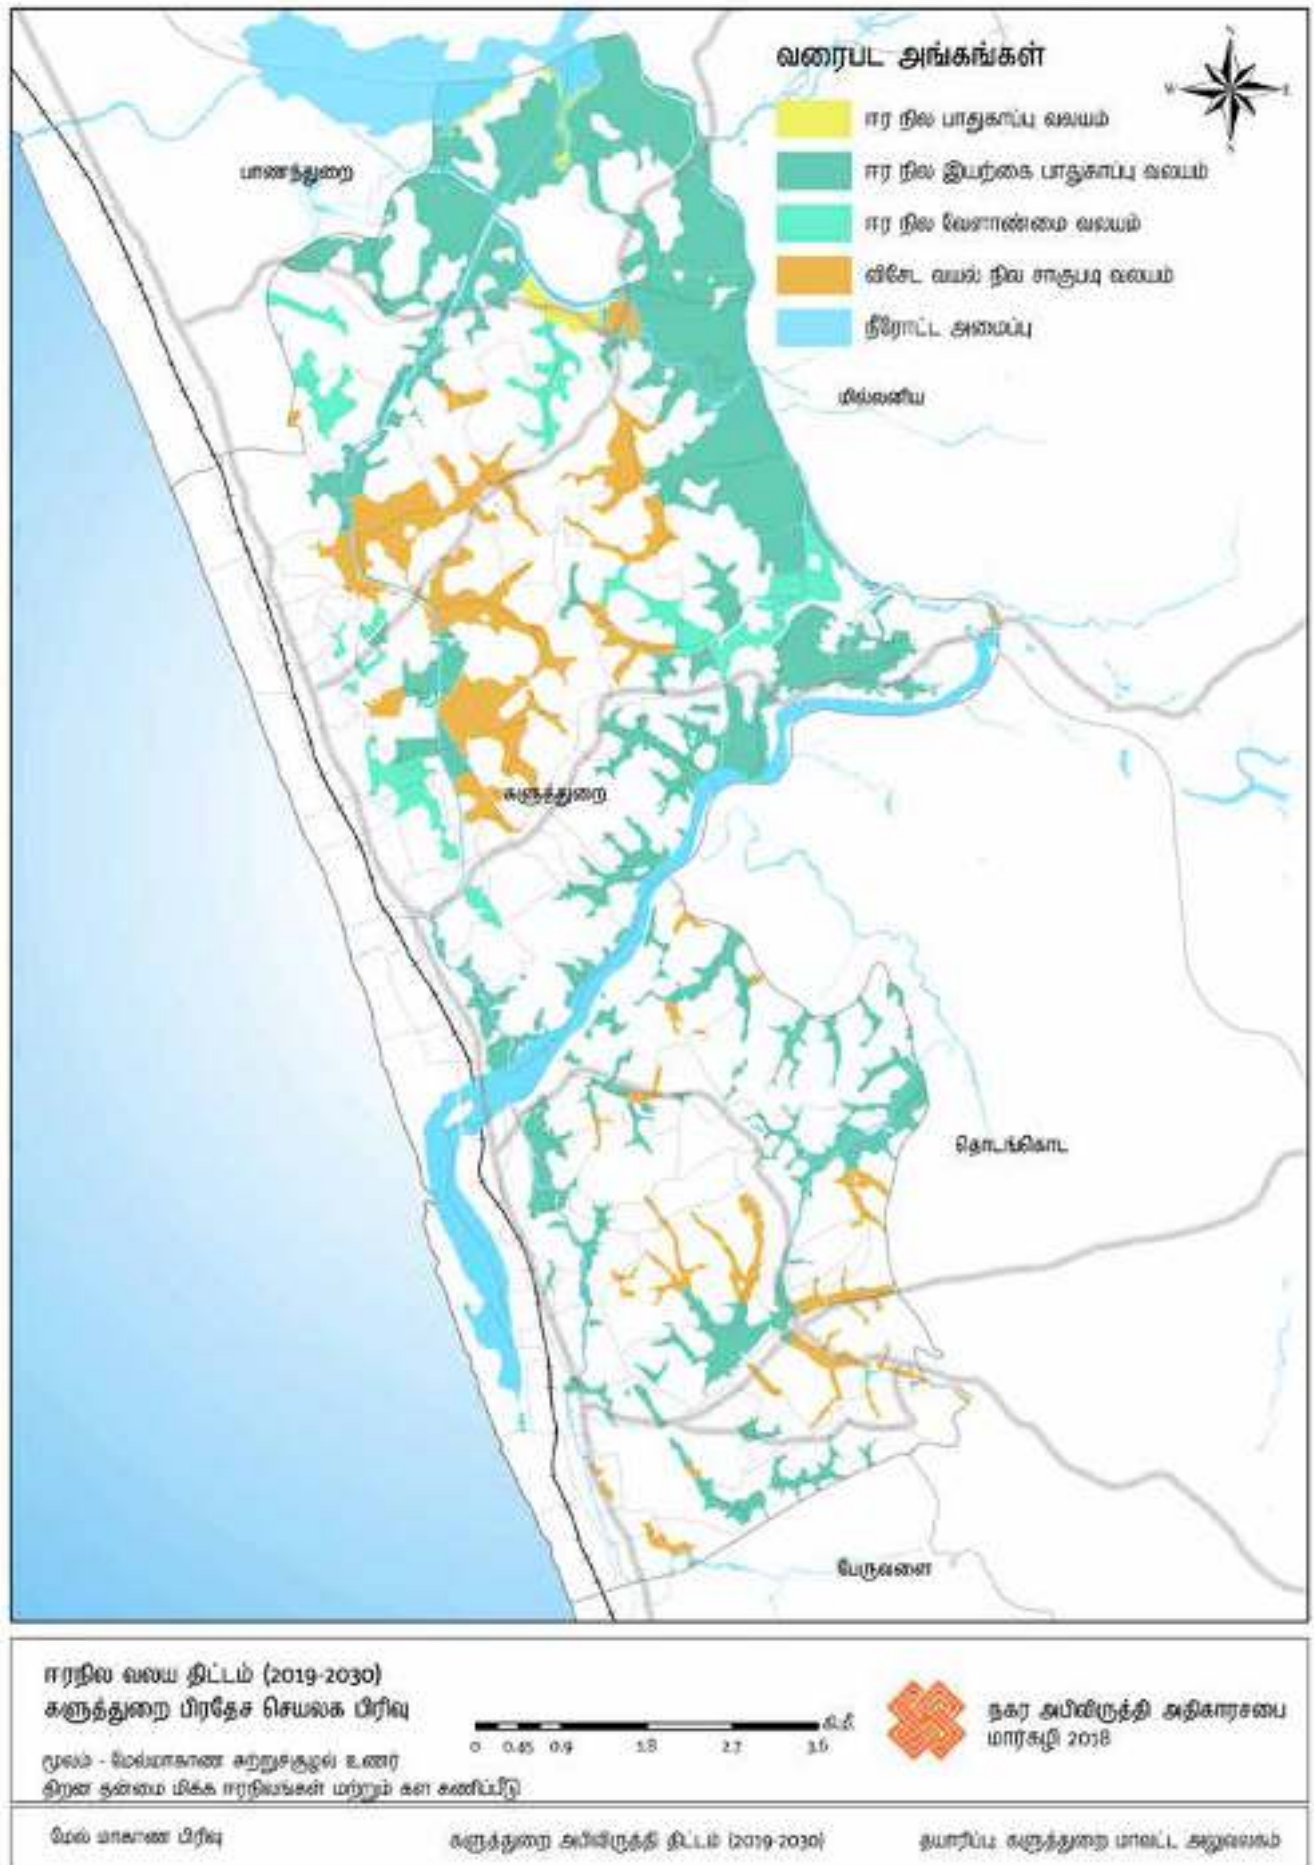 வரைபட அங்கங்கள்
N
W
E
S
ஈர நில பாதுகாப்பு வலயம்
ஈர நில இயற்கை பாதுகாப்பு வலயம்
ஈர நில வேளாண்மை வலயம்
விசேட வயல் நில சாகுபடி வலயம்
நீரோட்ட அமைப்பு
பாணந்துறை
மில்லனிய
களுத்துறை
தொடங்கொட
பேருவளை
ஈரநில வலய திட்டம் (2019-2030)
களுத்துறை பிரதேச செயலக பிரிவு
மூலம் - மேல்மாகாண சுற்றுச்சூழல் உணர்
திறன் தன்மை மிக்க ஈரநிலங்கள் மற்றும் கள கணிப்பீடு
0 0.45 0.9 1.8 2.7 3.6 கி.மீ
நகர அபிவிருத்தி அதிகாரசபை
மார்கழி 2018
மேல் மாகாண பிரிவு
களுத்துறை அபிவிருத்தி திட்டம் (2019-2030)
தயாரிப்பு களுத்துறை மாவட்ட அலுவலகம்